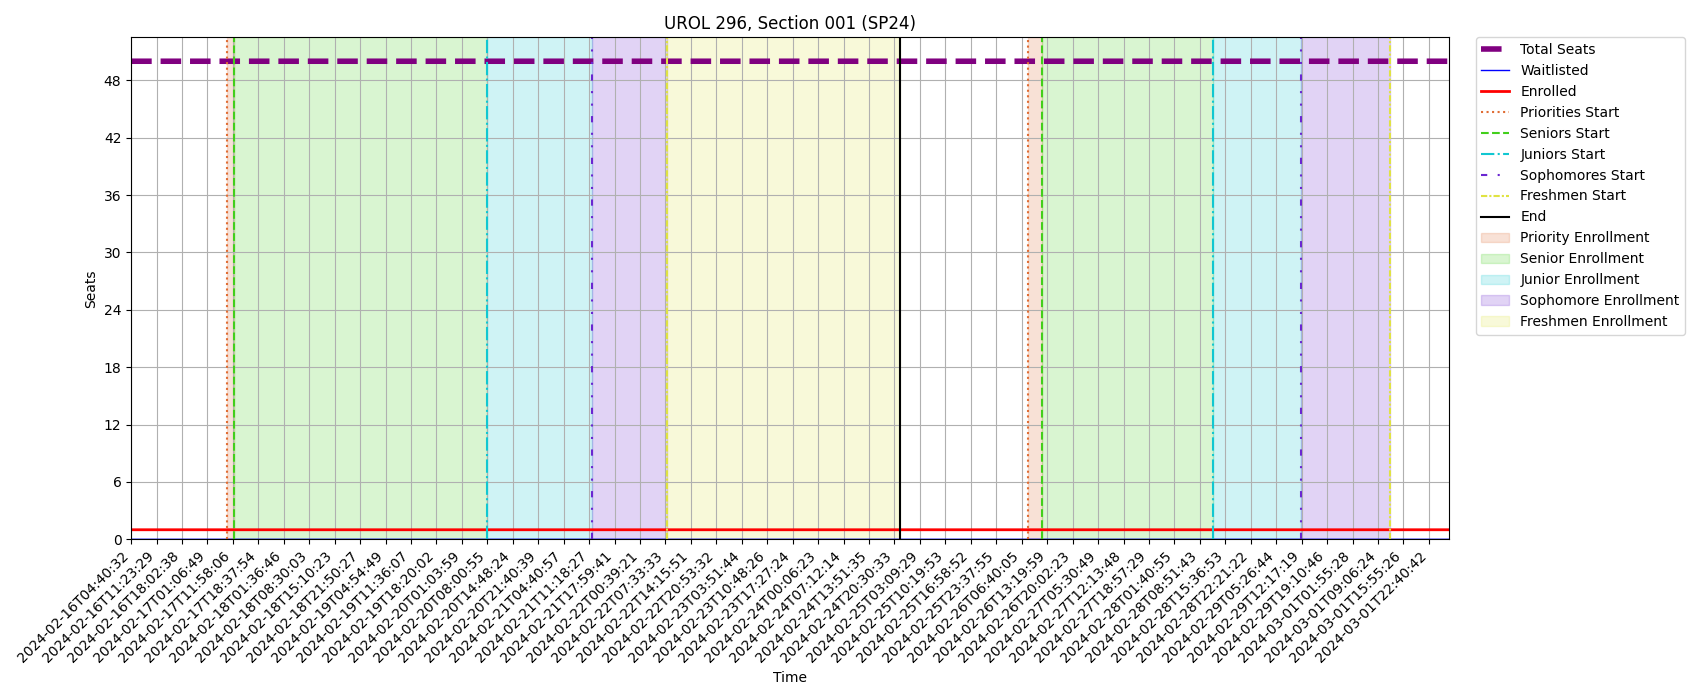 UROL 296, Section 001 (SP24)
Seats
48
42
36
30
24
18
12
6
0
2024-02-16T04:40:32
2024-02-16T11:23:29
2024-02-16T18:02:38
2024-02-17T01:06:49
2024-02-17T11:58:06
2024-02-17T18:37:54
2024-02-18T01:36:46
2024-02-18T08:30:03
2024-02-18T15:10:23
2024-02-18T21:50:27
2024-02-19T04:54:49
2024-02-19T11:36:07
2024-02-19T18:20:02
2024-02-20T01:03:59
2024-02-20T08:00:55
2024-02-20T14:48:24
2024-02-20T21:40:39
2024-02-21T04:40:57
2024-02-21T11:18:27
2024-02-21T17:59:41
2024-02-22T00:39:21
2024-02-22T07:33:33
2024-02-22T14:15:51
2024-02-22T20:53:32
2024-02-23T03:51:44
2024-02-23T10:48:26
2024-02-23T17:27:24
2024-02-24T00:06:23
2024-02-24T07:12:14
2024-02-24T13:51:35
2024-02-24T20:30:33
2024-02-25T03:09:29
2024-02-25T10:19:53
2024-02-25T16:58:52
2024-02-25T23:37:55
2024-02-26T06:40:05
2024-02-26T13:19:59
2024-02-26T20:02:23
2024-02-27T05:30:49
2024-02-27T12:13:48
2024-02-27T18:57:29
2024-02-28T01:40:55
2024-02-28T08:51:43
2024-02-28T15:36:53
2024-02-28T22:21:22
2024-02-29T05:26:44
2024-02-29T12:17:19
2024-02-29T19:10:46
2024-03-01T01:55:28
2024-03-01T09:06:24
2024-03-01T15:55:26
2024-03-01T22:40:42
Time
Total Seats
Waitlisted
Enrolled
Priorities Start
Seniors Start
Juniors Start
Sophomores Start
Freshmen Start
End
Priority Enrollment
Senior Enrollment
Junior Enrollment
Sophomore Enrollment
Freshmen Enrollment